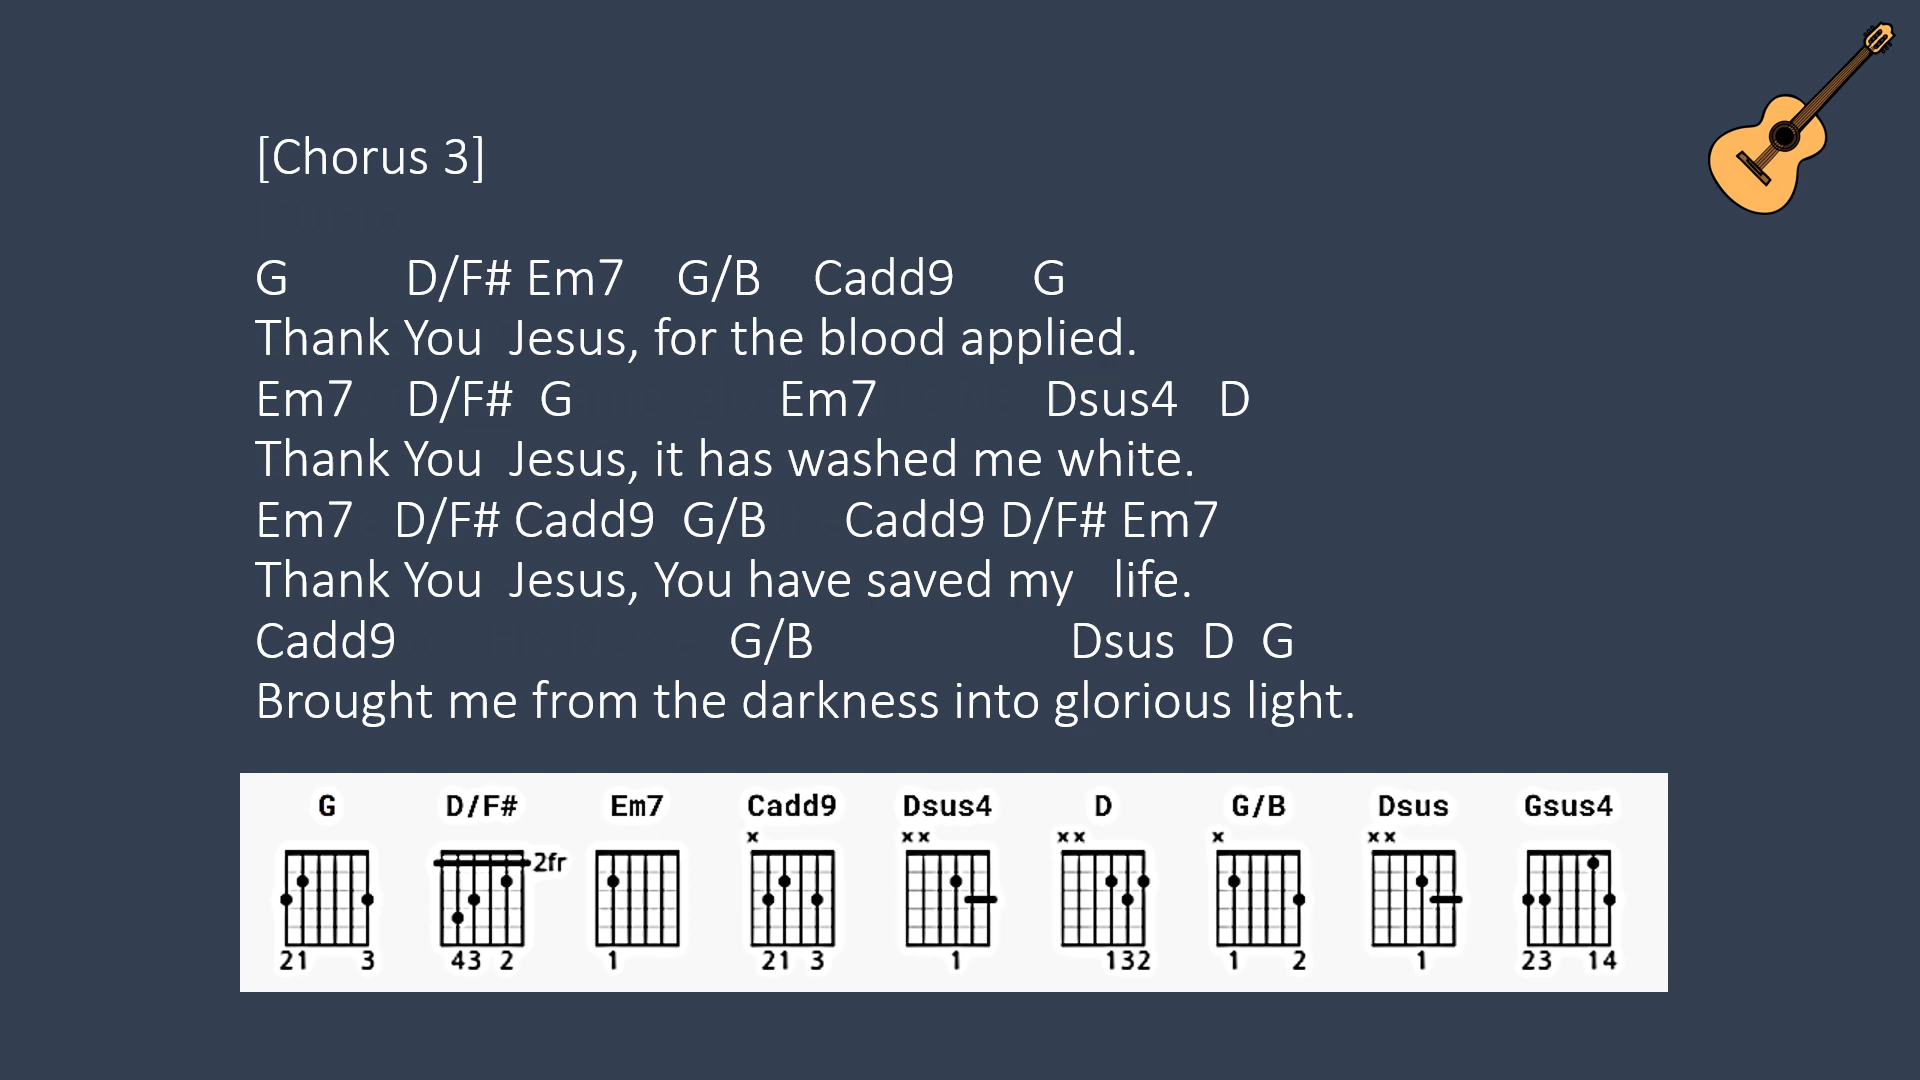 [Chorus 3]
G D/F# Em7 G/B Cadd9 G
Thank You Jesus, for the blood applied.
Em7 D/F# G Em7 Dsus4 D
Thank You Jesus, it has washed me white.
Em7 D/F# Cadd9 G/B Cadd9 D/F# Em7
Thank You Jesus, You have saved my life.
Cadd9 G/B Dsus D G
Brought me from the darkness into glorious light.
G D/F# Em7 Cadd9 Dsus4 D G/B Dsus Gsus4
x xx xx x xx
2fr
21 3 43 2 1 21 3 1 132 1 2 1 23 14